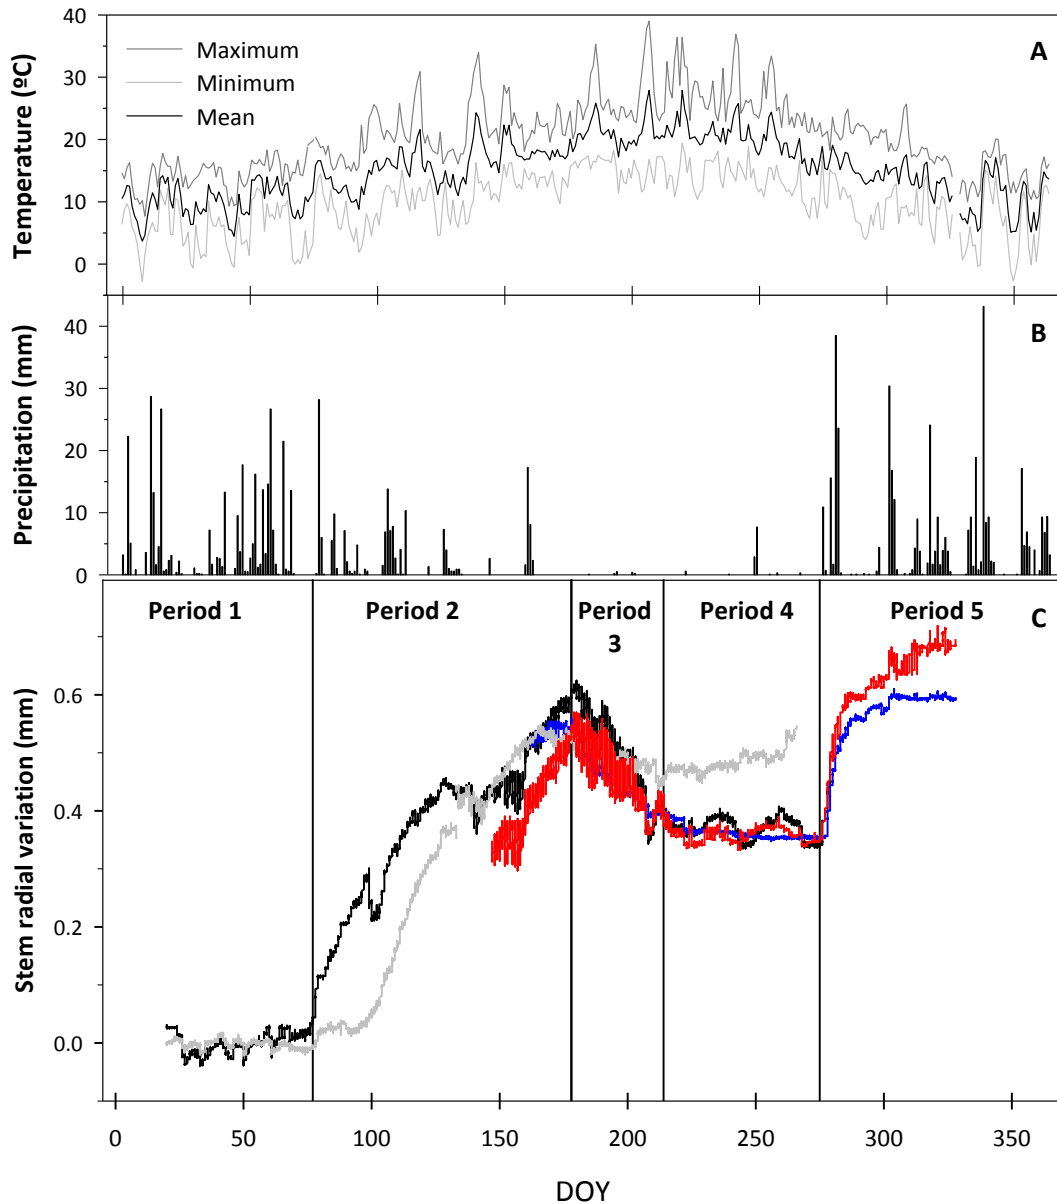 40
A
Maximum
30
Minimum
Mean
20
10
0
Temperature (ºC)
B
40
30
20
10
0
Precipitation (mm)
Period 1
Period 2
Period
3
Period 4
Period 5
C
0.6
0.4
0.2
0.0
Stem radial variation (mm)
0 50 100 150 200 250 300 350
DOY